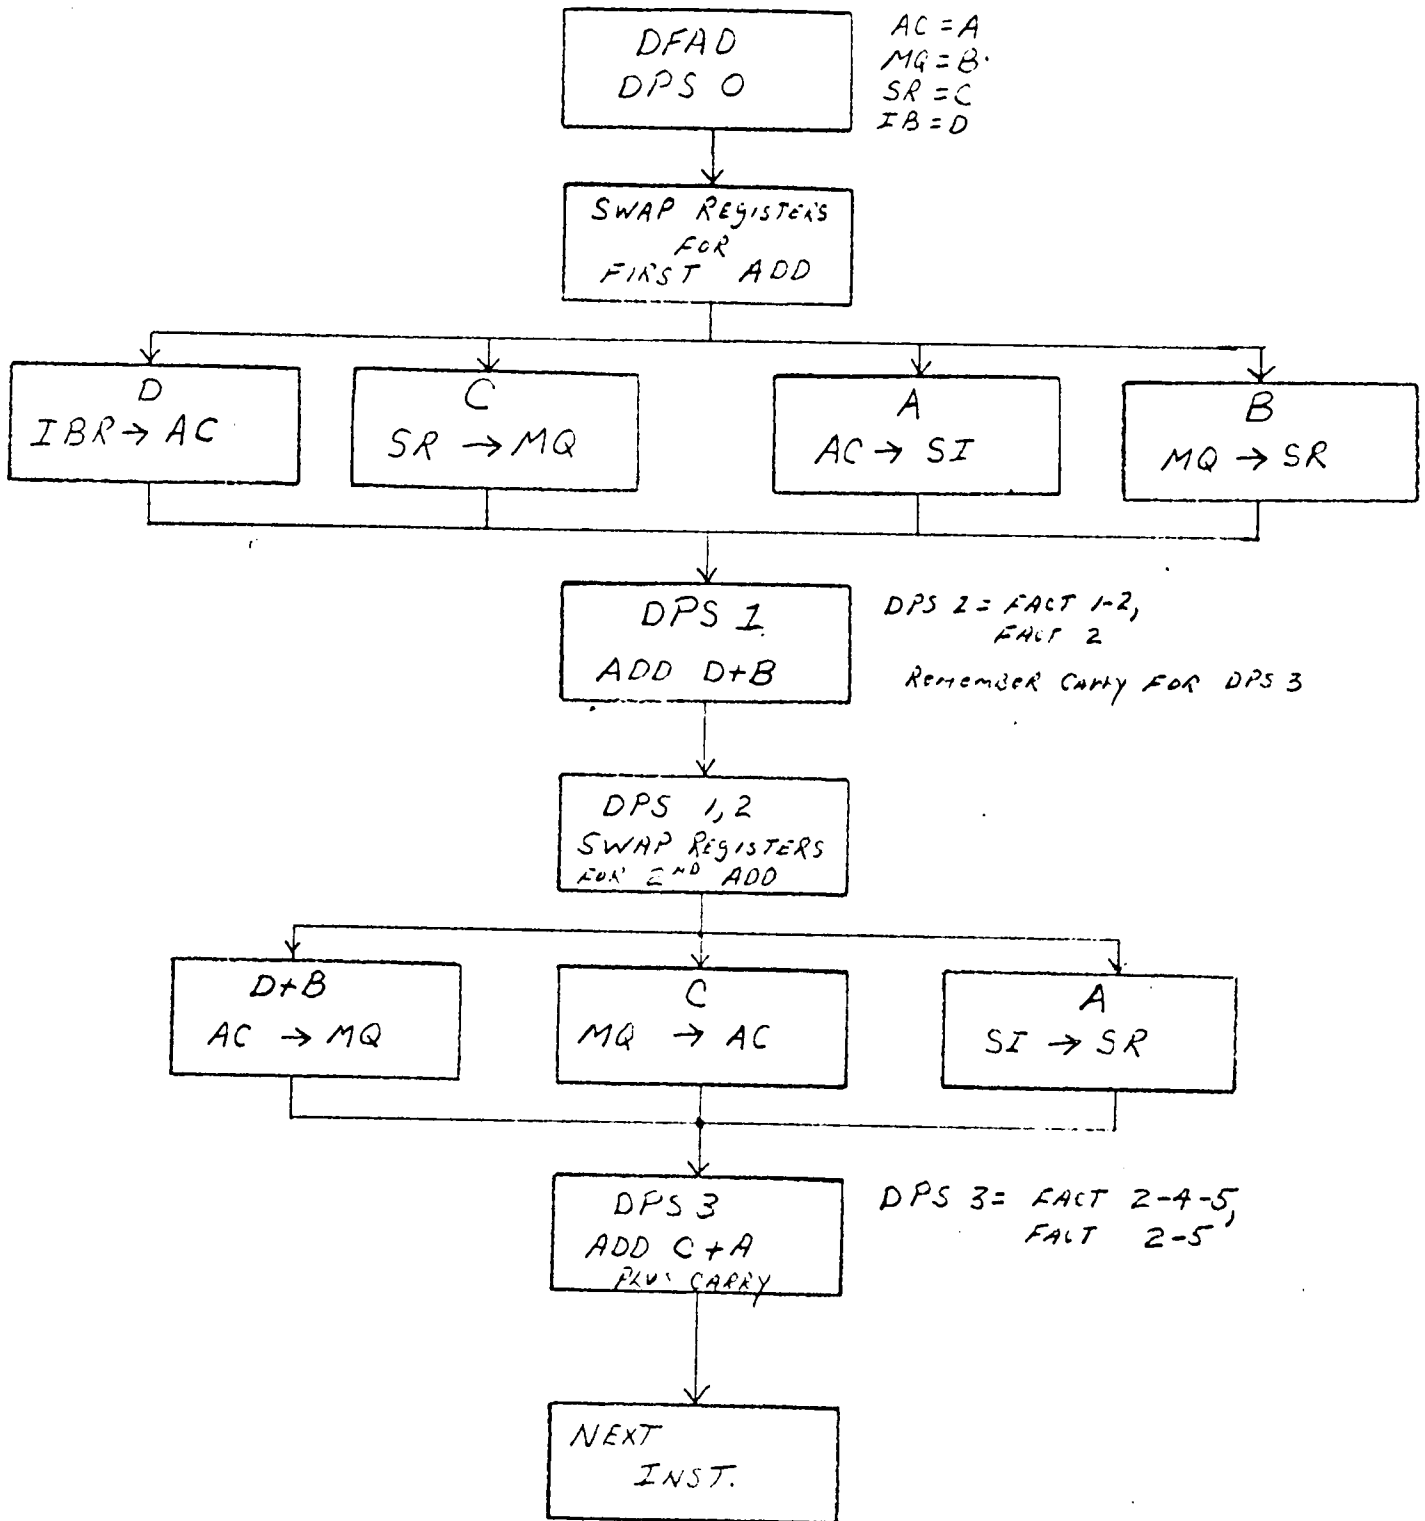 DFAD
DPS 0
AC = A
MQ = B
SR = C
IB = D
SWAP REGISTERS
FOR
FIRST ADD
D
IBR → AC
C
SR → MQ
A
AC → SI
B
MQ → SR
DPS 1
ADD D+B
DPS 1 = FACT 1-2,
FACT 2
REMEMBER CARRY FOR DPS 3
DPS 1,2
SWAP REGISTERS
FOR 2ND ADD
D+B
AC → MQ
C
MQ → AC
A
SI → SR
DPS 3
ADD C+A
PLUS CARRY
DPS 3 = FACT 2-4-5,
FACT 2-5
NEXT
INST.